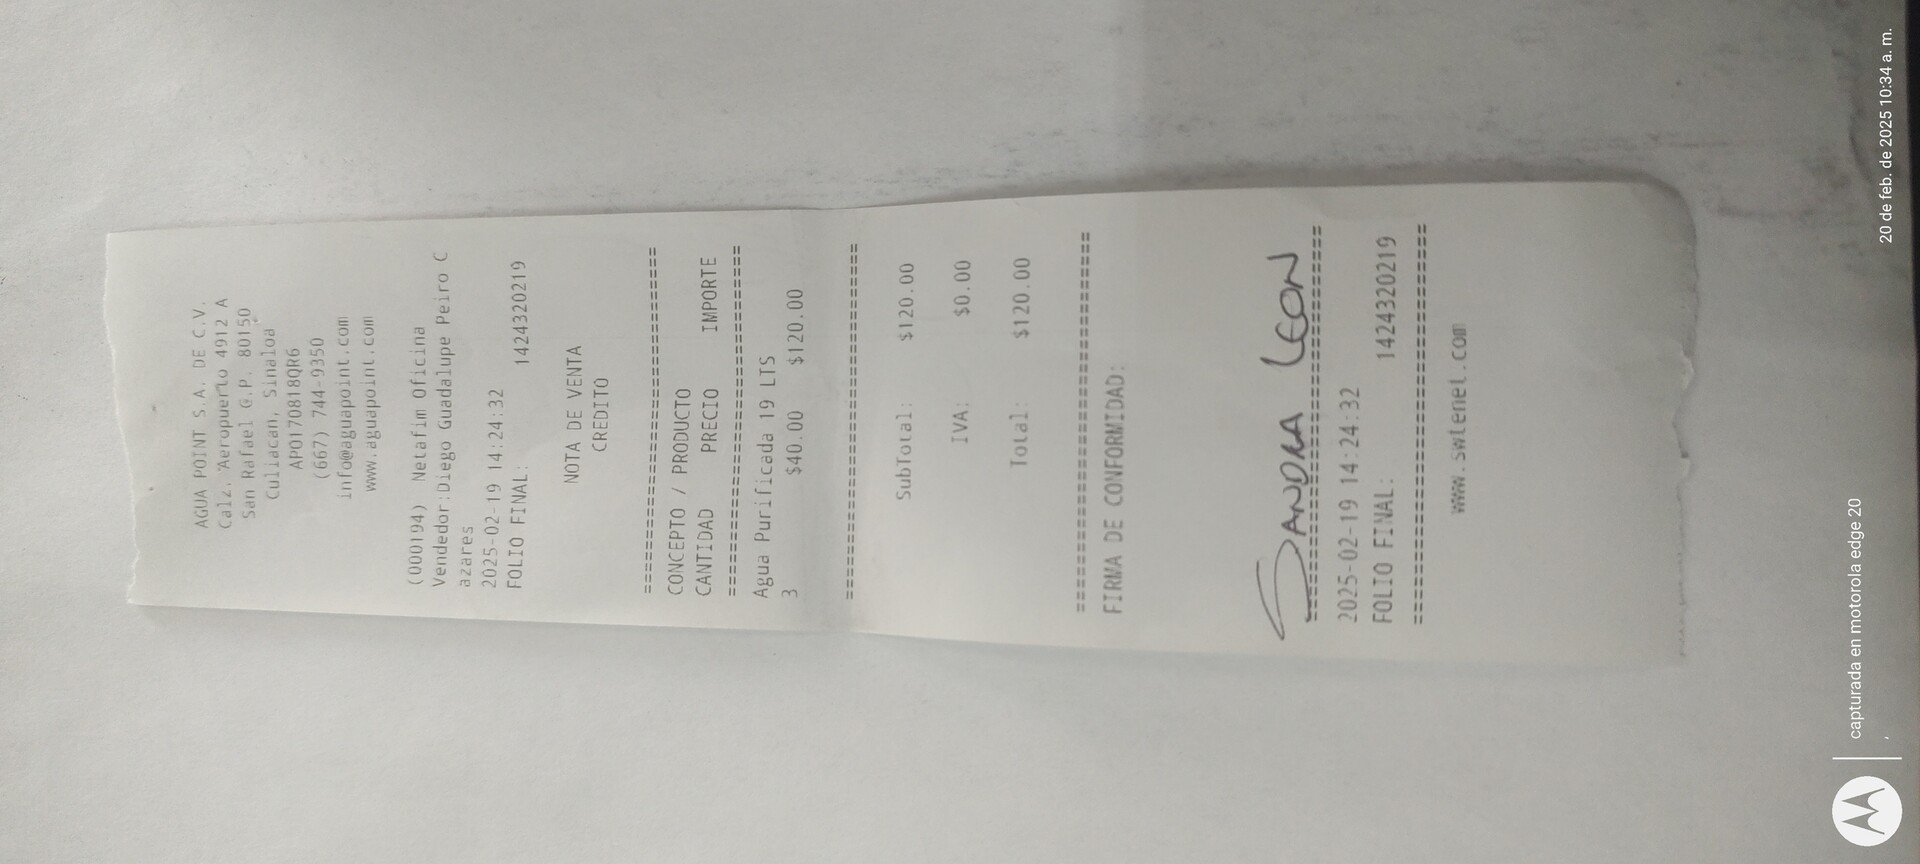 AGUA POINT S.A. DE C.V.
Calz. Aeropuerto 4912 A
San Rafael C.P. 80150
Culiacan, Sinaloa
APO170818QR6
(667) 744-9350
info@aguapoint.com
www.aguapoint.com
(000194) Netafim Oficina
Vendedor:Diego Guadalupe Peiro C
azares
2025-02-19 14:24:32
FOLIO FINAL: 1424320219
NOTA DE VENTA
CREDITO
================================
CONCEPTO / PRODUCTO
CANTIDAD PRECIO IMPORTE
================================
Agua Purificada 19 LTS
3 $40.00 $120.00
================================
SubTotal: $120.00
IVA: $0.00
Total: $120.00
================================
FIRMA DE CONFORMIDAD:
SANDRA LEON
================================
2025-02-19 14:24:32
FOLIO FINAL: 1424320219
================================
www.swtenet.com
capturada en motorola edge 20
, 20 de feb. de 2025 10:34 a. m.